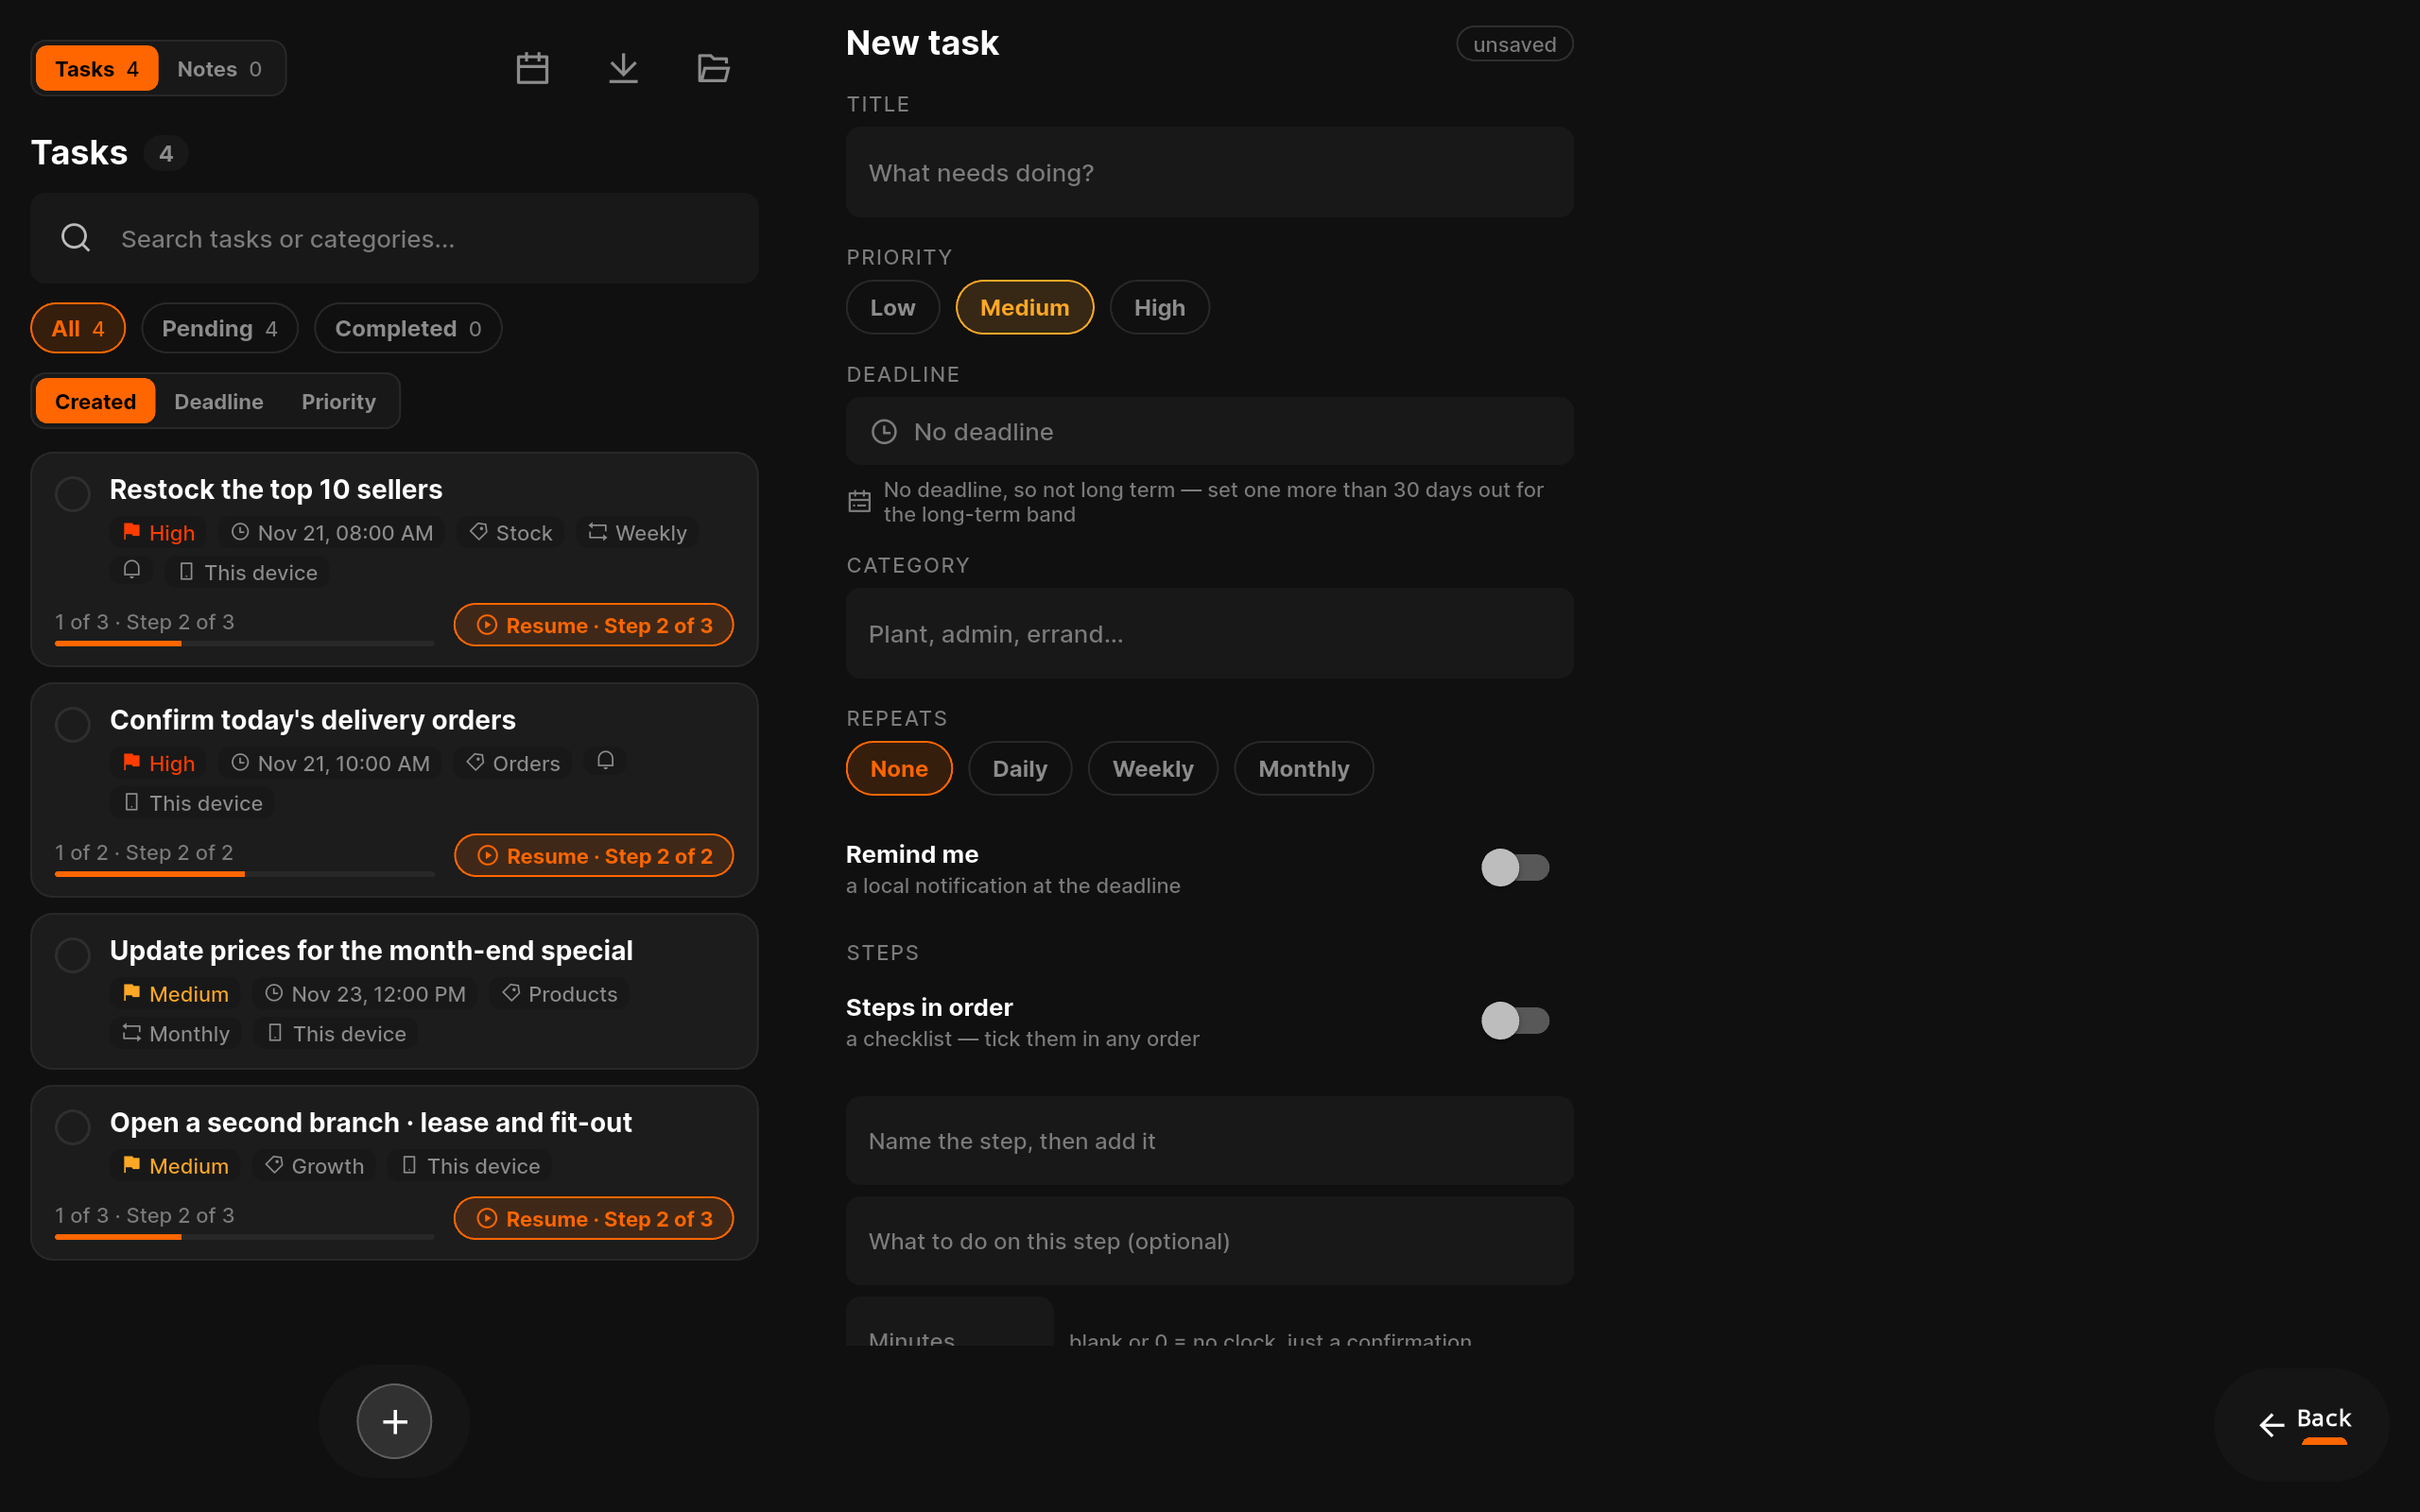 Tasks 4 Notes 0
Tasks 4
Search tasks or categories...
All 4 Pending 4 Completed 0
Created Deadline Priority
Restock the top 10 sellers
High Nov 21, 08:00 AM Stock Weekly
This device
1 of 3 · Step 2 of 3
Resume · Step 2 of 3
Confirm today's delivery orders
High Nov 21, 10:00 AM Orders
This device
1 of 2 · Step 2 of 2
Resume · Step 2 of 2
Update prices for the month-end special
Medium Nov 23, 12:00 PM Products
Monthly This device
Open a second branch · lease and fit-out
Medium Growth This device
1 of 3 · Step 2 of 3
Resume · Step 2 of 3
New task
unsaved
TITLE
What needs doing?
PRIORITY
Low Medium High
DEADLINE
No deadline
No deadline, so not long term — set one more than 30 days out for
the long-term band
CATEGORY
Plant, admin, errand...
REPEATS
None Daily Weekly Monthly
Remind me
a local notification at the deadline
STEPS
Steps in order
a checklist — tick them in any order
Name the step, then add it
What to do on this step (optional)
Minutes blank or 0 = no clock, just a confirmation
Back